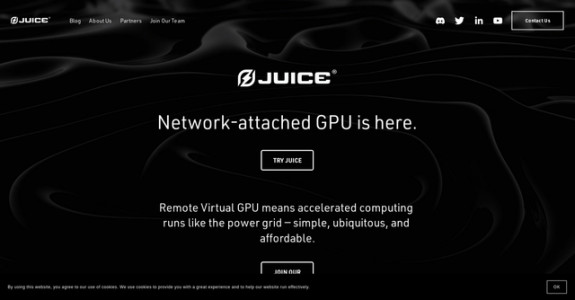 JUICE
Blog About Us Partners Join Our Team
Contact Us
JUICE®
Network-attached GPU is here.
TRY JUICE
Remote Virtual GPU means accelerated computing
runs like the power grid — simple, ubiquitous, and
affordable.
JOIN OUR
By using this website, you agree to our use of cookies. We use cookies to provide you with a great experience and to help our website run effectively.
OK